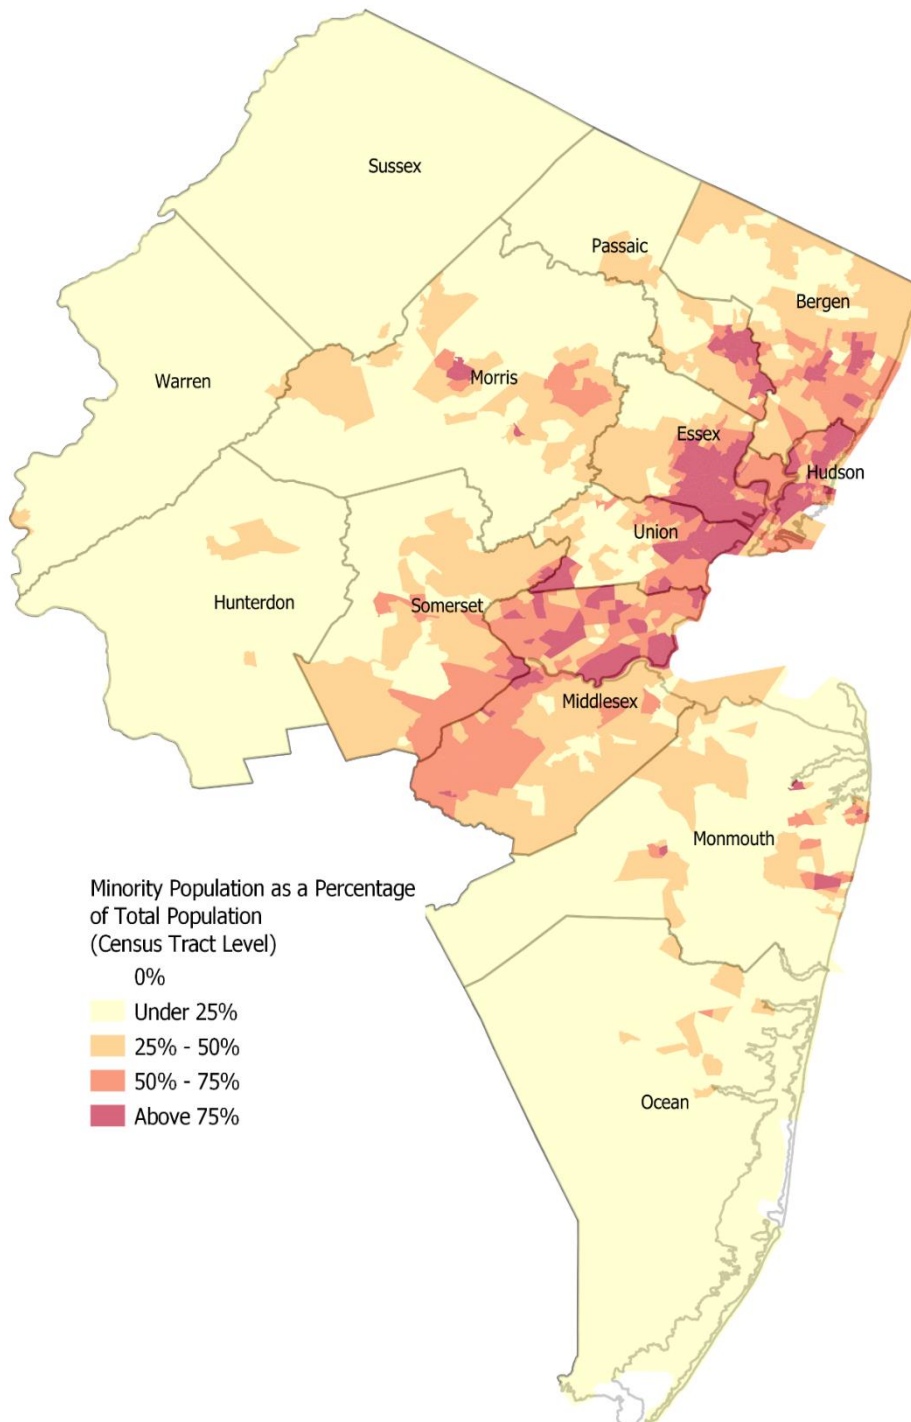 Sussex
Passaic
Bergen
Warren
Morris
Essex
Hudson
Union
Hunterdon
Somerset
Middlesex
Monmouth
Minority Population as a Percentage
of Total Population
(Census Tract Level)
0%
Under 25%
25% - 50%
50% - 75%
Above 75%
Ocean